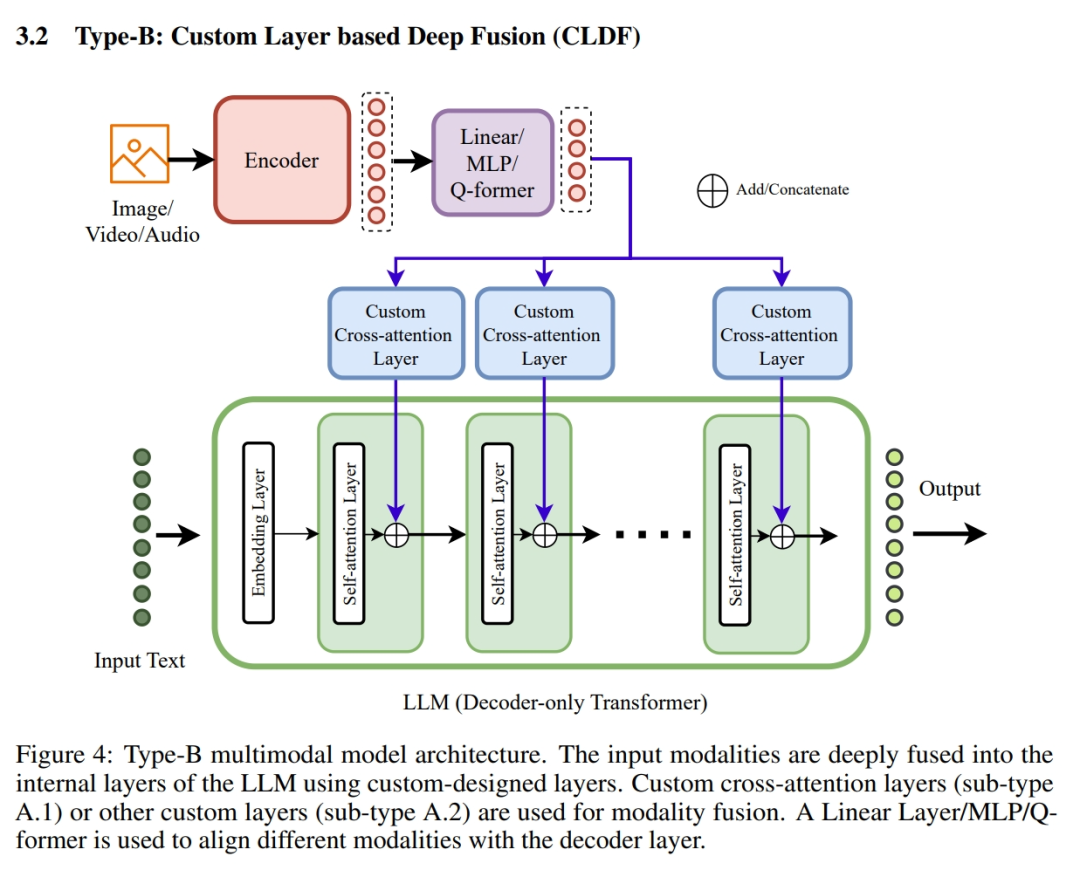 3.2 Type-B: Custom Layer based Deep Fusion (CLDF)
Image/
Video/Audio
Encoder
Linear/
MLP/
Q-former
Add/Concatenate
Custom
Cross-attention
Layer
Custom
Cross-attention
Layer
Custom
Cross-attention
Layer
Input Text
Embedding Layer
Self-attention Layer
Self-attention Layer
Self-attention Layer
Output
LLM (Decoder-only Transformer)
Figure 4: Type-B multimodal model architecture. The input modalities are deeply fused into the
internal layers of the LLM using custom-designed layers. Custom cross-attention layers (sub-type
A.1) or other custom layers (sub-type A.2) are used for modality fusion. A Linear Layer/MLP/Q-
former is used to align different modalities with the decoder layer.